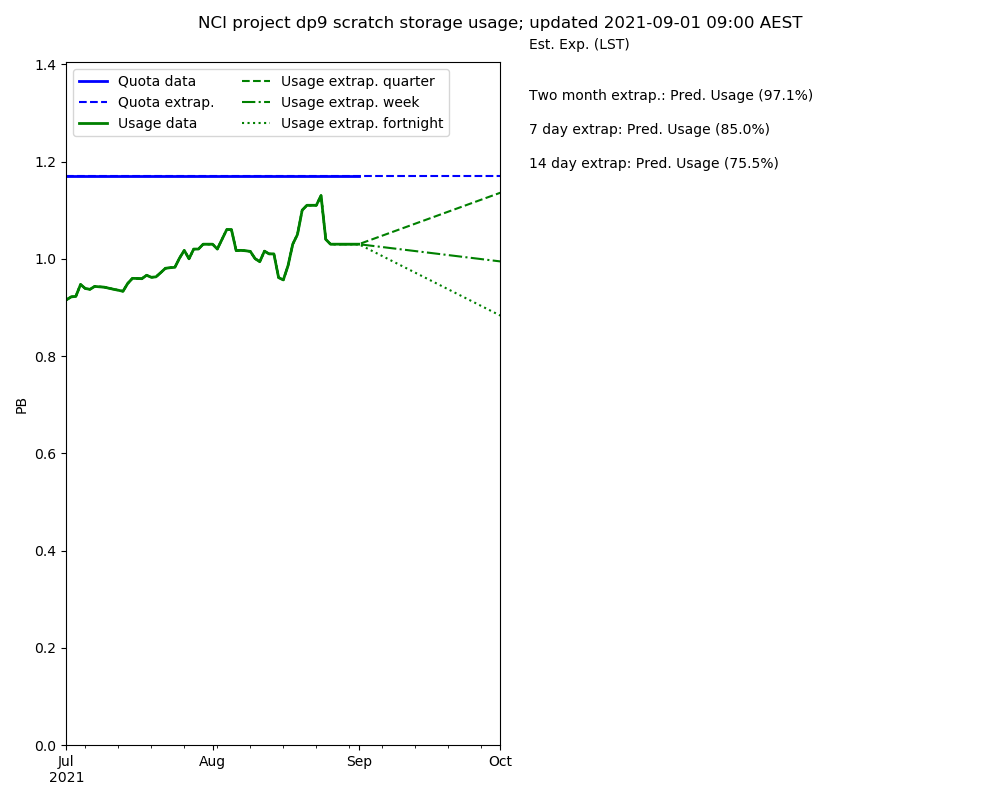 NCI project dp9 scratch storage usage; updated 2021-09-01 09:00 AEST
Est. Exp. (LST)
Two month extrap.: Pred. Usage (97.1%)
7 day extrap: Pred. Usage (85.0%)
14 day extrap: Pred. Usage (75.5%)
Quota data
Quota extrap.
Usage data
Usage extrap. quarter
Usage extrap. week
Usage extrap. fortnight
PB
1.4
1.2
1.0
0.8
0.6
0.4
0.2
0.0
Jul
2021
Aug
Sep
Oct